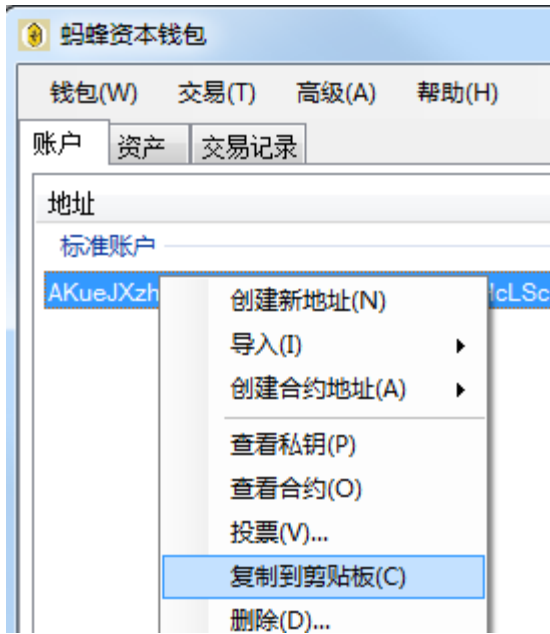 蚂蜂资本钱包
钱包(W) 交易(T) 高级(A) 帮助(H)
账户 资产 交易记录
地址
标准账户
AKueJXzh
cLSc
创建新地址(N)
导入(I)
创建合约地址(A)
查看私钥(P)
查看合约(O)
投票(V)...
复制到剪贴板(C)
删除(D)...